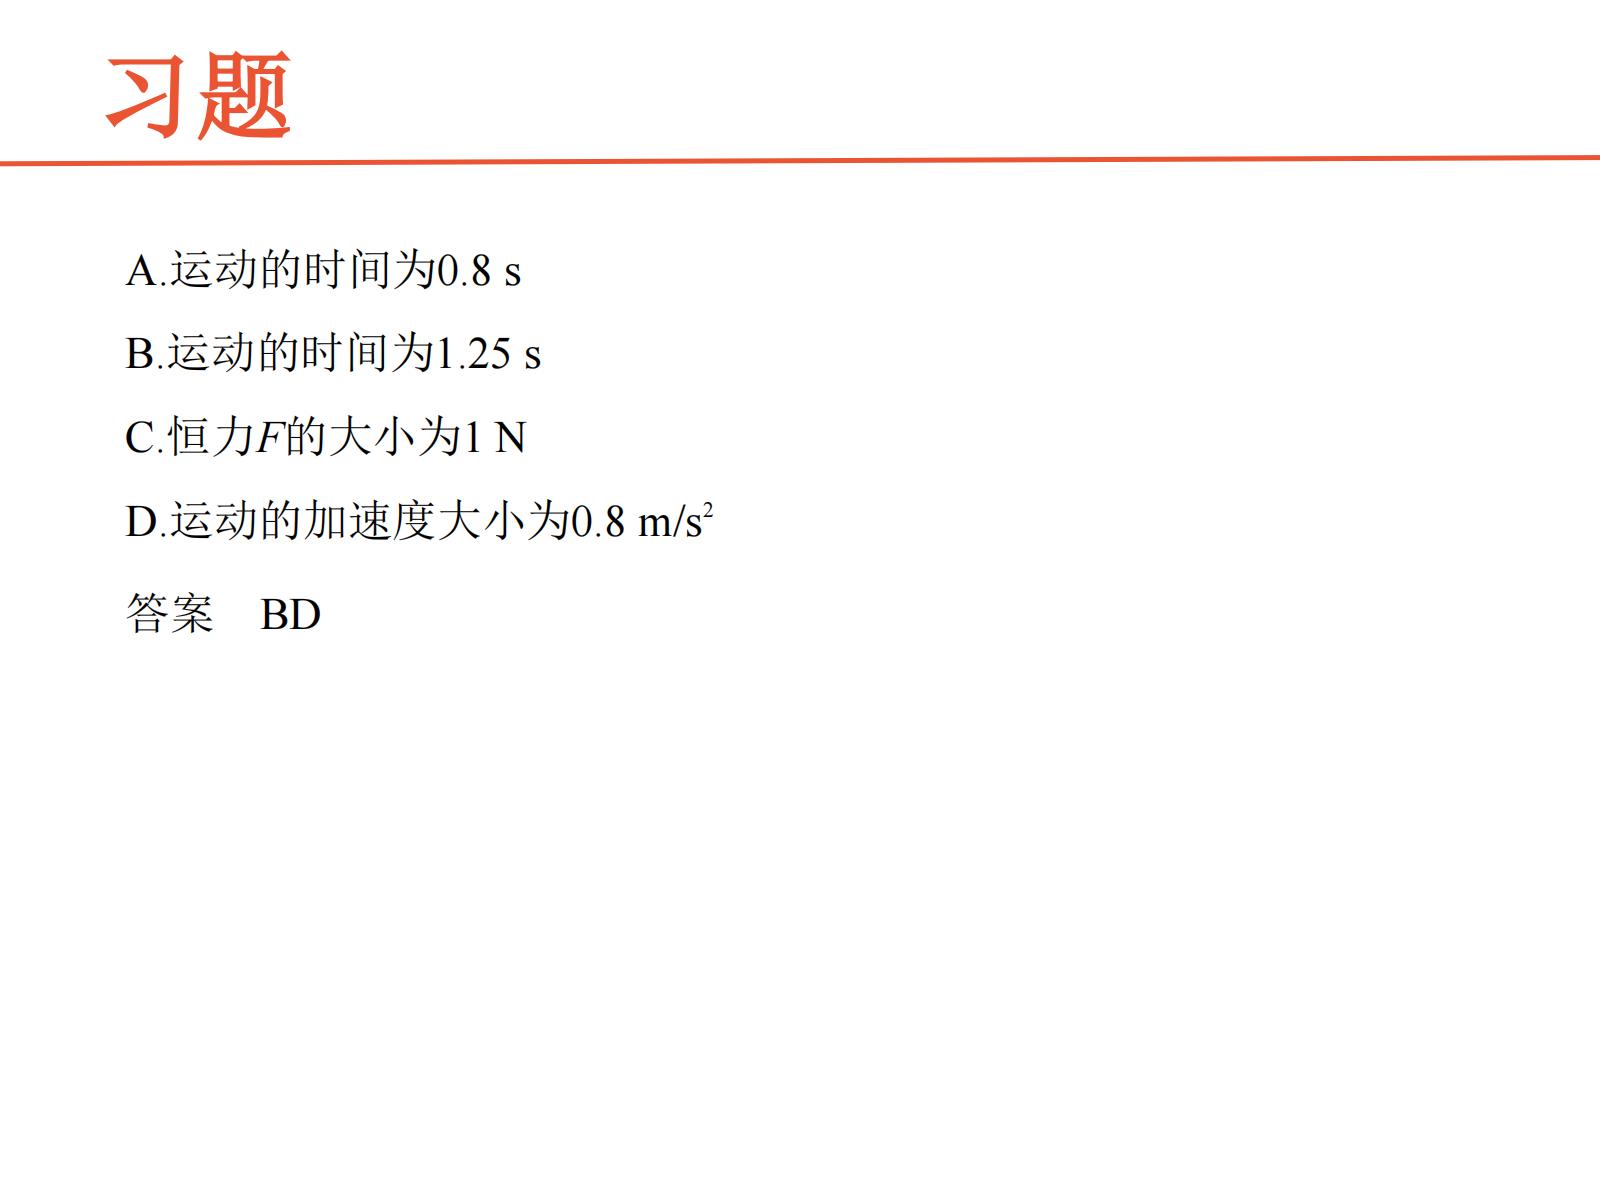 习题
A.运动的时间为0.8 s
B.运动的时间为1.25 s
C.恒力F的大小为1 N
D.运动的加速度大小为0.8 m/s²
答案　BD